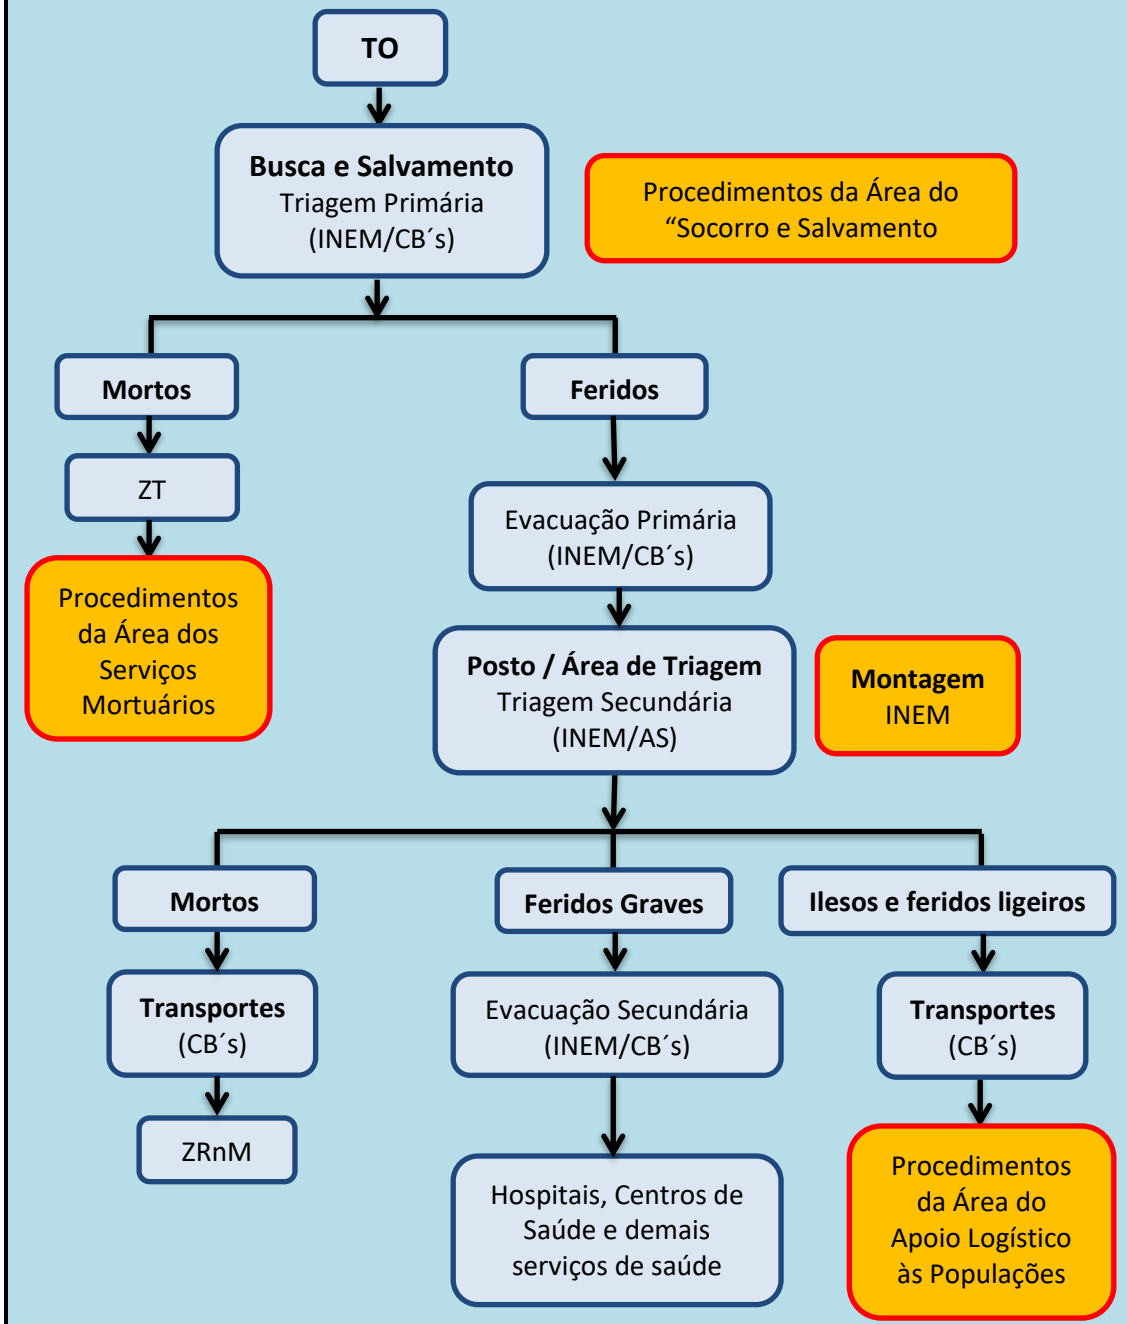 TO
Busca e Salvamento
Triagem Primária
(INEM/CB´s)
Procedimentos da Área do
“Socorro e Salvamento
Mortos
Feridos
ZT
Evacuação Primária
(INEM/CB´s)
Procedimentos
da Área dos
Serviços
Mortuários
Posto / Área de Triagem
Triagem Secundária
(INEM/AS)
Montagem
INEM
Mortos
Feridos Graves
Ilesos e feridos ligeiros
Transportes
(CB´s)
Evacuação Secundária
(INEM/CB´s)
Transportes
(CB´s)
ZRnM
Hospitais, Centros de
Saúde e demais
serviços de saúde
Procedimentos
da Área do
Apoio Logístico
às Populações